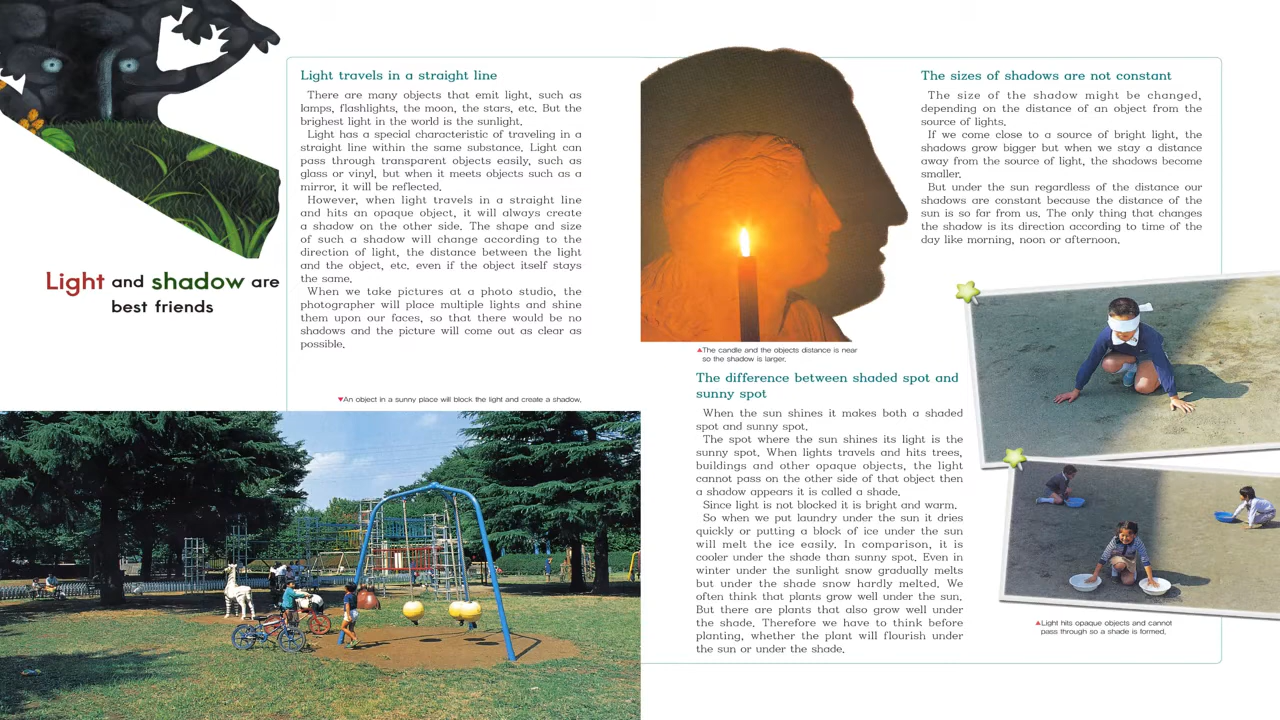 Light and shadow are
best friends
Light travels in a straight line
There are many objects that emit light, such as
lamps, flashlights, the moon, the stars, etc. But the
brighest light in the world is the sunlight.
Light has a special characteristic of traveling in a
straight line within the same substance. Light can
pass through transparent objects easily, such as
glass or vinyl, but when it meets objects such as a
mirror, it will be reflected.
However, when light travels in a straight line
and hits an opaque object, it will always create
a shadow on the other side. The shape and size
of such a shadow will change according to the
direction of light, the distance between the light
and the object, etc. even if the object itself stays
the same.
When we take pictures at a photo studio, the
photographer will place multiple lights and shine
them upon our faces, so that there would be no
shadows and the picture will come out as clear as
possible.
▼An object in a sunny place will block the light and create a shadow.
▲The candle and the objects distance is near
so the shadow is larger.
The difference between shaded spot and
sunny spot
When the sun shines it makes both a shaded
spot and sunny spot.
The spot where the sun shines its light is the
sunny spot. When lights travels and hits trees,
buildings and other opaque objects, the light
cannot pass on the other side of that object then
a shadow appears it is called a shade.
Since light is not blocked it is bright and warm.
So when we put laundry under the sun it dries
quickly or putting a block of ice under the sun
will melt the ice easily. In comparison, it is
cooler under the shade than sunny spot. Even in
winter under the sunlight snow gradually melts
but under the shade snow hardly melted. We
often think that plants grow well under the sun.
But there are plants that also grow well under
the shade. Therefore we have to think before
planting, whether the plant will flourish under
the sun or under the shade.
The sizes of shadows are not constant
The size of the shadow might be changed,
depending on the distance of an object from the
source of lights.
If we come close to a source of bright light, the
shadows grow bigger but when we stay a distance
away from the source of light, the shadows become
smaller.
But under the sun regardless of the distance our
shadows are constant because the distance of the
sun is so far from us. The only thing that changes
the shadow is its direction according to time of the
day like morning, noon or afternoon.
▲Light hits opaque objects and cannot
pass through so a shade is formed.